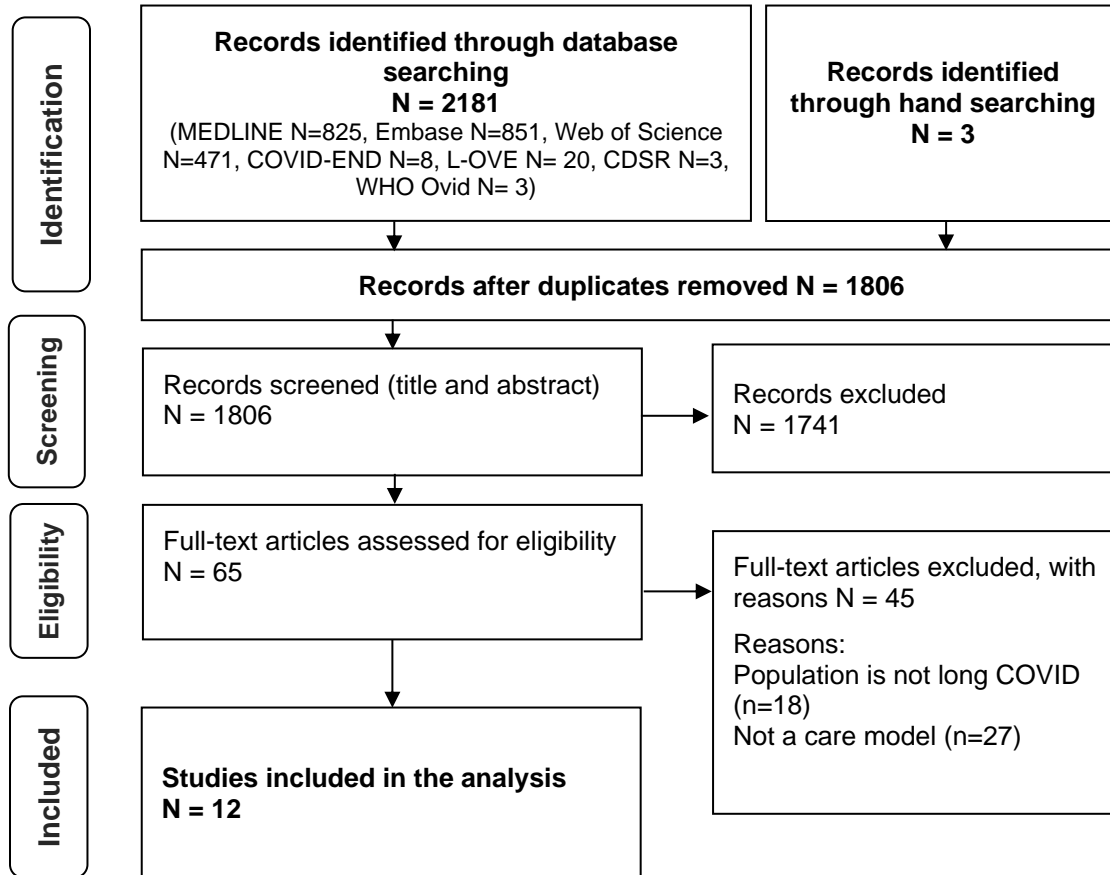 Identification
Records identified through database
searching
N = 2181
(MEDLINE N=825, Embase N=851, Web of Science
N=471, COVID-END N=8, L-OVE N= 20, CDSR N=3,
WHO Ovid N= 3)
Records identified
through hand searching
N = 3
Records after duplicates removed N = 1806
Screening
Records screened (title and abstract)
N = 1806
Records excluded
N = 1741
Eligibility
Full-text articles assessed for eligibility
N = 65
Full-text articles excluded, with
reasons N = 45
Reasons:
Population is not long COVID
(n=18)
Not a care model (n=27)
Included
Studies included in the analysis
N = 12